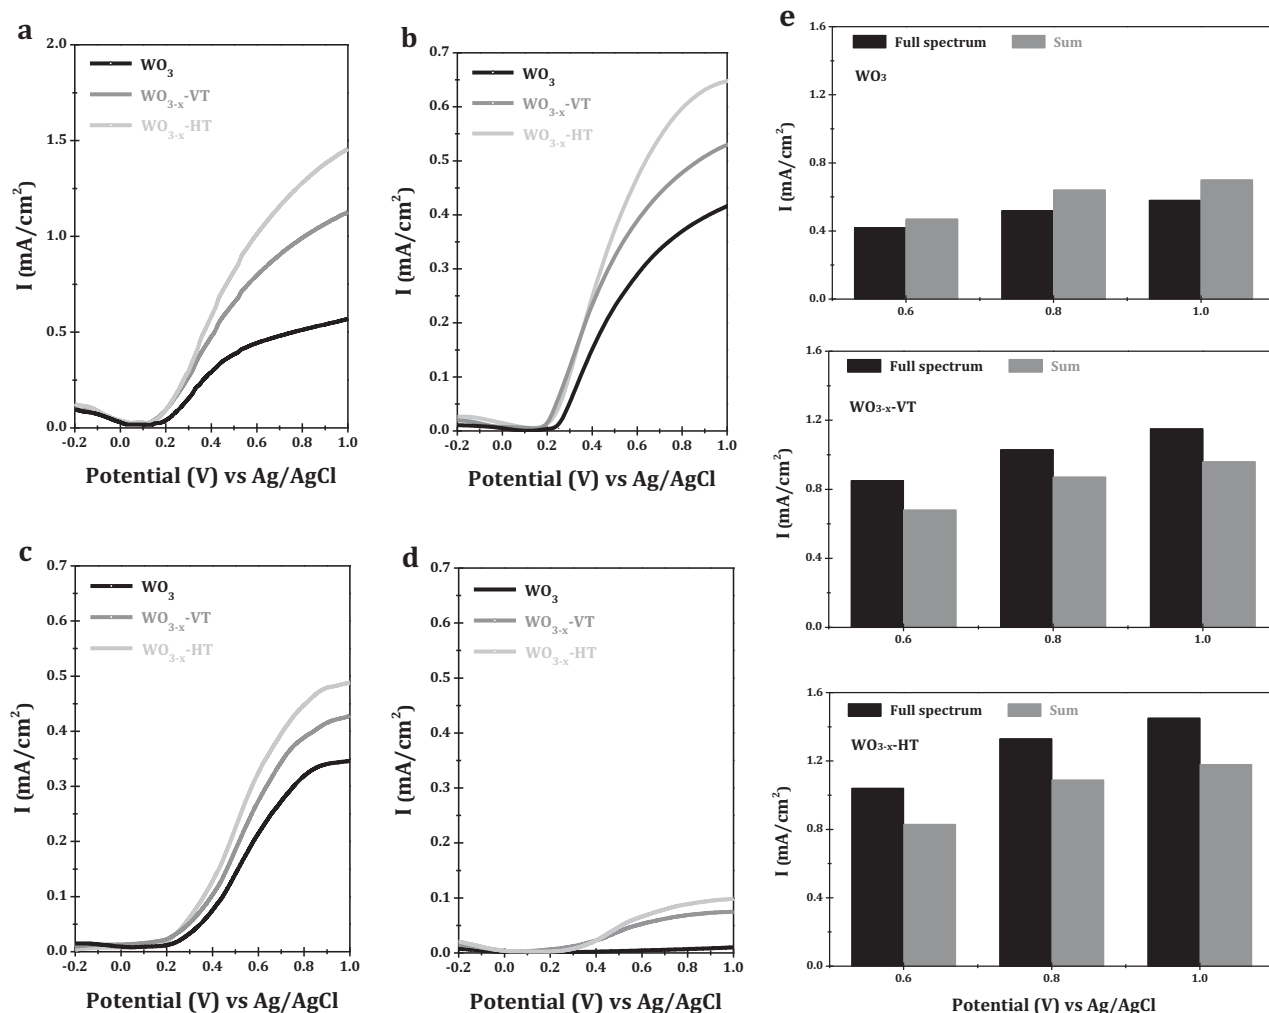 a
2.0
1.5
1.0
0.5
0.0
-0.2 0.0 0.2 0.4 0.6 0.8 1.0
I (mA/cm²)
Potential (V) vs Ag/AgCl
WO₃
WO₃₋ₓ-VT
WO₃₋ₓ-HT
b
0.7
0.6
0.5
0.4
0.3
0.2
0.1
0.0
-0.2 0.0 0.2 0.4 0.6 0.8 1.0
I (mA/cm²)
Potential (V) vs Ag/AgCl
WO₃
WO₃₋ₓ-VT
WO₃₋ₓ-HT
c
0.7
0.6
0.5
0.4
0.3
0.2
0.1
0.0
-0.2 0.0 0.2 0.4 0.6 0.8 1.0
I (mA/cm²)
Potential (V) vs Ag/AgCl
WO₃
WO₃₋ₓ-VT
WO₃₋ₓ-HT
d
0.7
0.6
0.5
0.4
0.3
0.2
0.1
0.0
-0.2 0.0 0.2 0.4 0.6 0.8 1.0
I (mA/cm²)
Potential (V) vs Ag/AgCl
WO₃
WO₃₋ₓ-VT
WO₃₋ₓ-HT
e
1.6
1.2
0.8
0.4
0.0
0.6 0.8 1.0
I (mA/cm²)
Full spectrum Sum
WO₃
1.6
1.2
0.8
0.4
0.0
0.6 0.8 1.0
I (mA/cm²)
Full spectrum Sum
WO₃₋ₓ-VT
1.6
1.2
0.8
0.4
0.0
0.6 0.8 1.0
I (mA/cm²)
Full spectrum Sum
WO₃₋ₓ-HT
Potential (V) vs Ag/AgCl